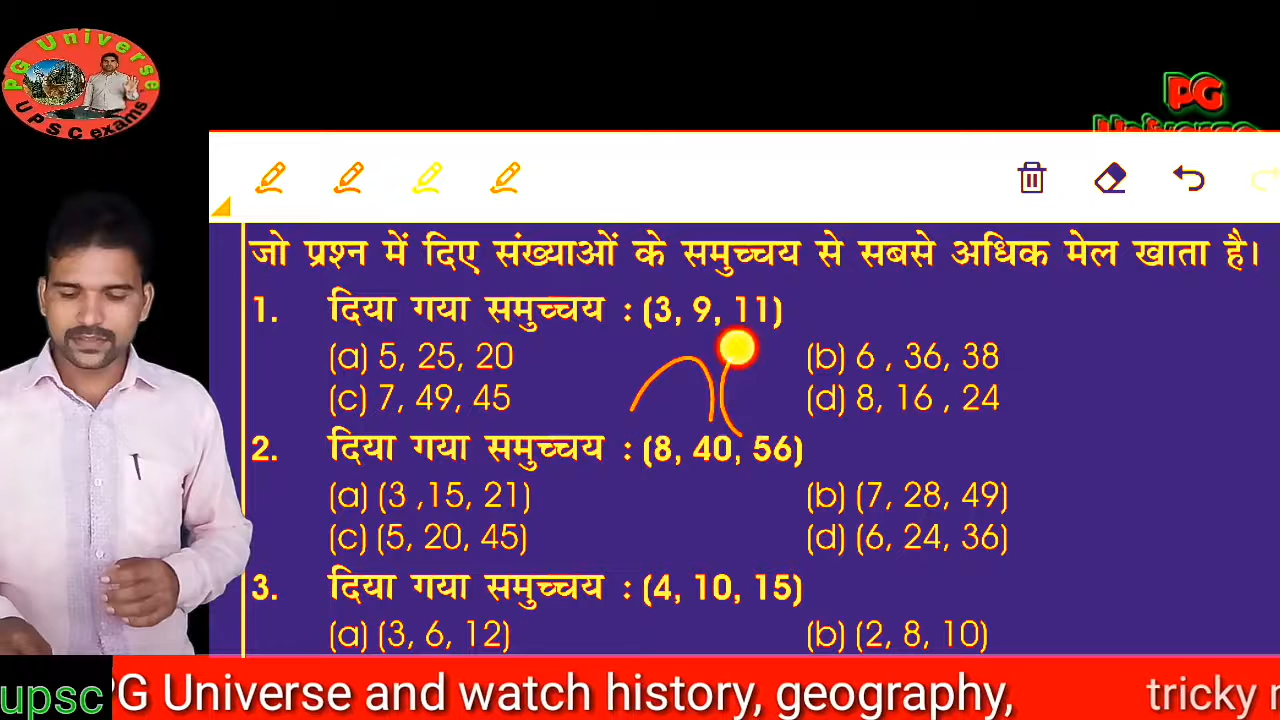 PG Universe
UPSC exams
PG
Universe
जो प्रश्न में दिए संख्याओं के समुच्चय से सबसे अधिक मेल खाता है।
1. दिया गया समुच्चय : (3, 9, 11)
(a) 5, 25, 20 (b) 6 , 36, 38
(c) 7, 49, 45 (d) 8, 16 , 24
2. दिया गया समुच्चय : (8, 40, 56)
(a) (3 ,15, 21) (b) (7, 28, 49)
(c) (5, 20, 45) (d) (6, 24, 36)
3. दिया गया समुच्चय : (4, 10, 15)
(a) (3, 6, 12) (b) (2, 8, 10)
upsc PG Universe and watch history, geography, tricky